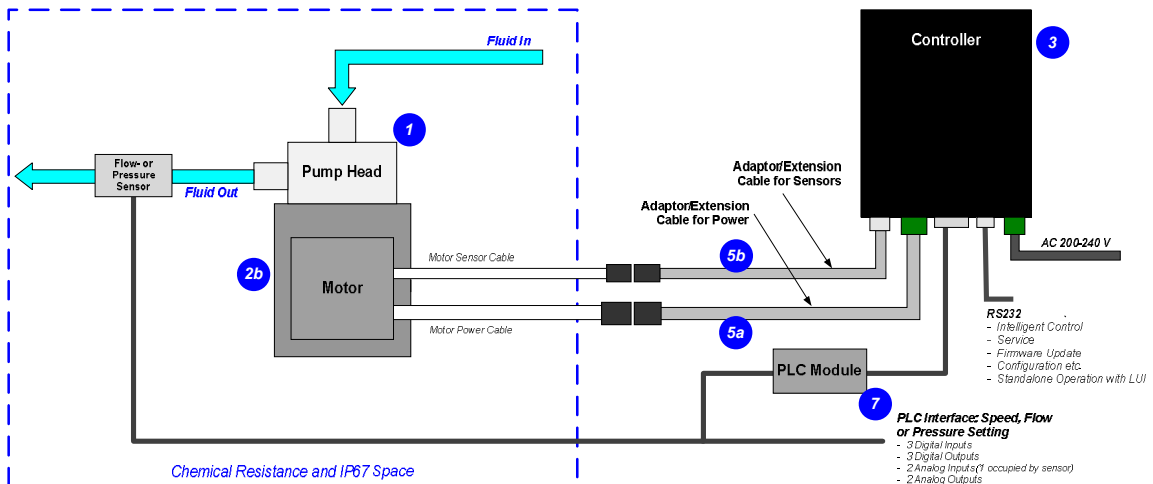 Fluid In
Controller
3
1
Flow- or
Pressure
Sensor
Pump Head
Fluid Out
Adaptor/Extension
Cable for Sensors
Adaptor/Extension
Cable for Power
AC 200-240 V
Motor Sensor Cable
5b
2b
Motor
Motor Power Cable
5a
RS232
- Intelligent Control
- Service
- Firmware Update
- Configuration etc.
- Standalone Operation with LUI
PLC Module
7
PLC Interface: Speed, Flow
or Pressure Setting
- 3 Digital Inputs
- 3 Digital Outputs
- 2 Analog Inputs (1 occupied by sensor)
- 2 Analog Outputs
Chemical Resistance and IP67 Space